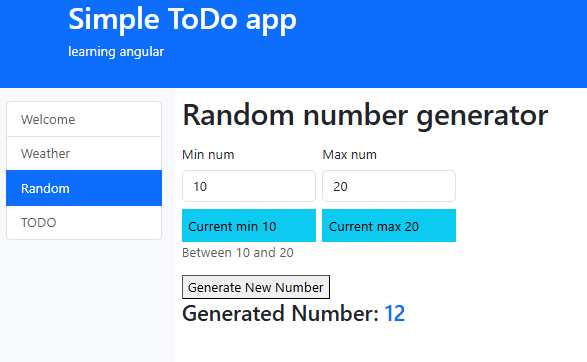 Simple ToDo app
learning angular
Welcome
Weather
Random
TODO
Random number generator
Min num Max num
10 20
Current min 10 Current max 20
Between 10 and 20
Generate New Number
Generated Number: 12